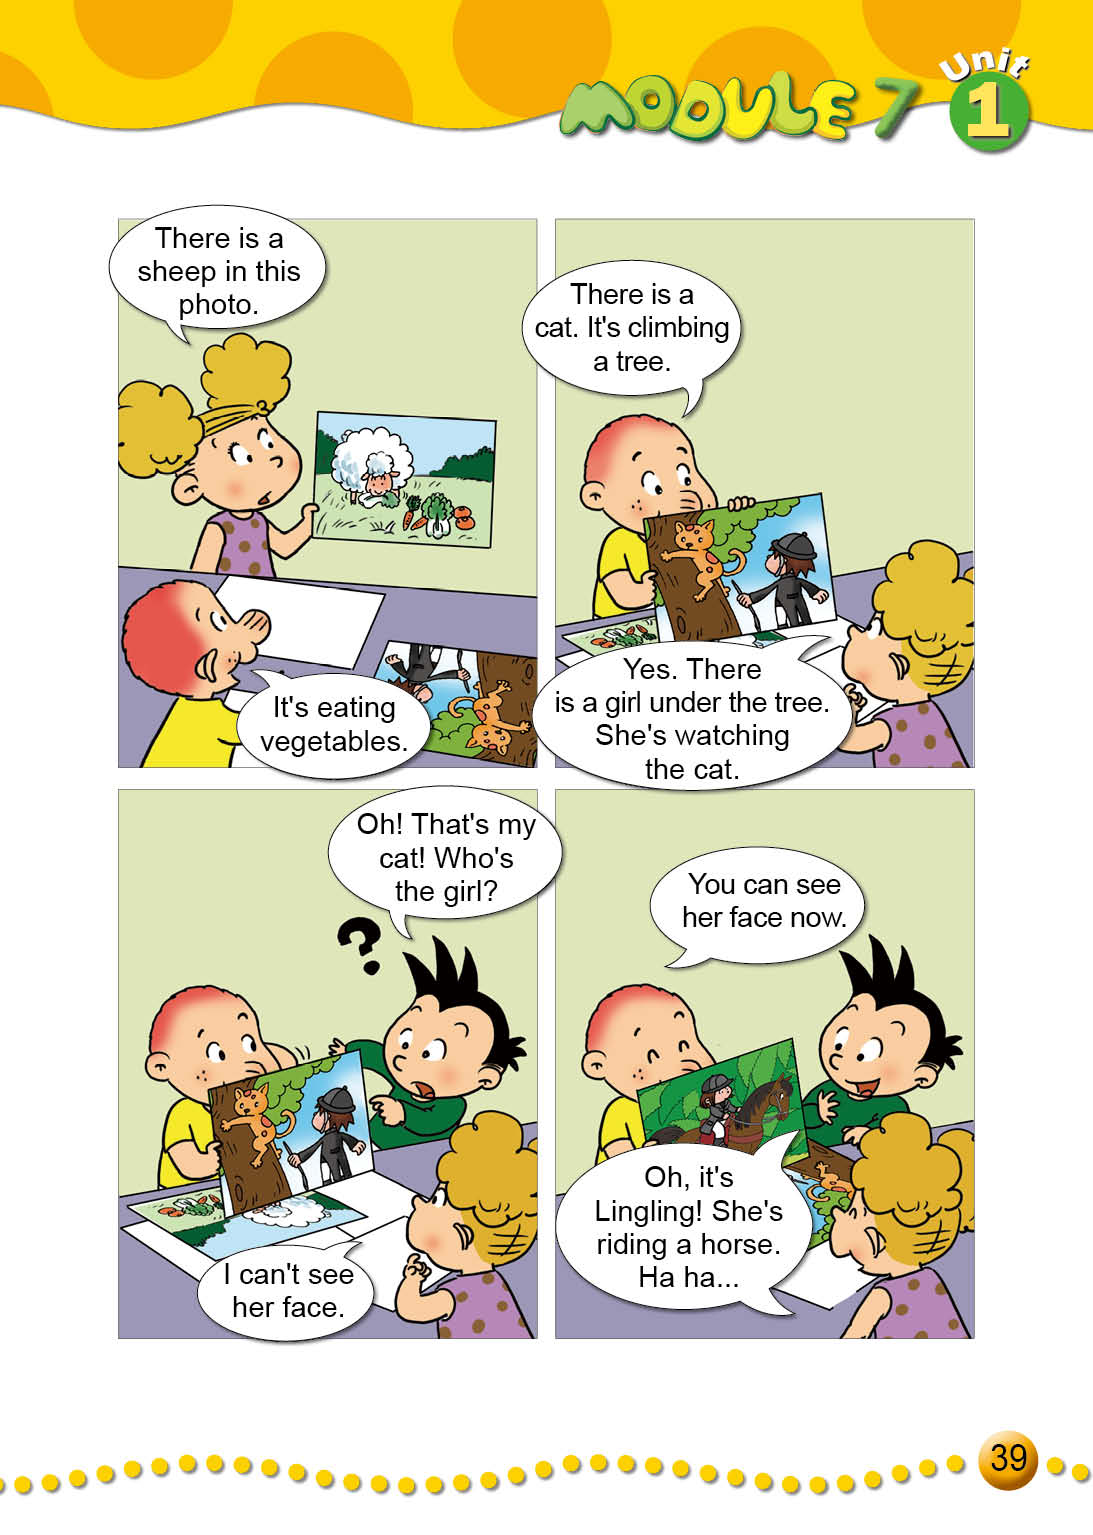 MODULE 7
Unit
1
There is a
sheep in this
photo.
It's eating
vegetables.
There is a
cat. It's climbing
a tree.
Yes. There
is a girl under the tree.
She's watching
the cat.
Oh! That's my
cat! Who's
the girl?
?
I can't see
her face.
You can see
her face now.
Oh, it's
Lingling! She's
riding a horse.
Ha ha...
39